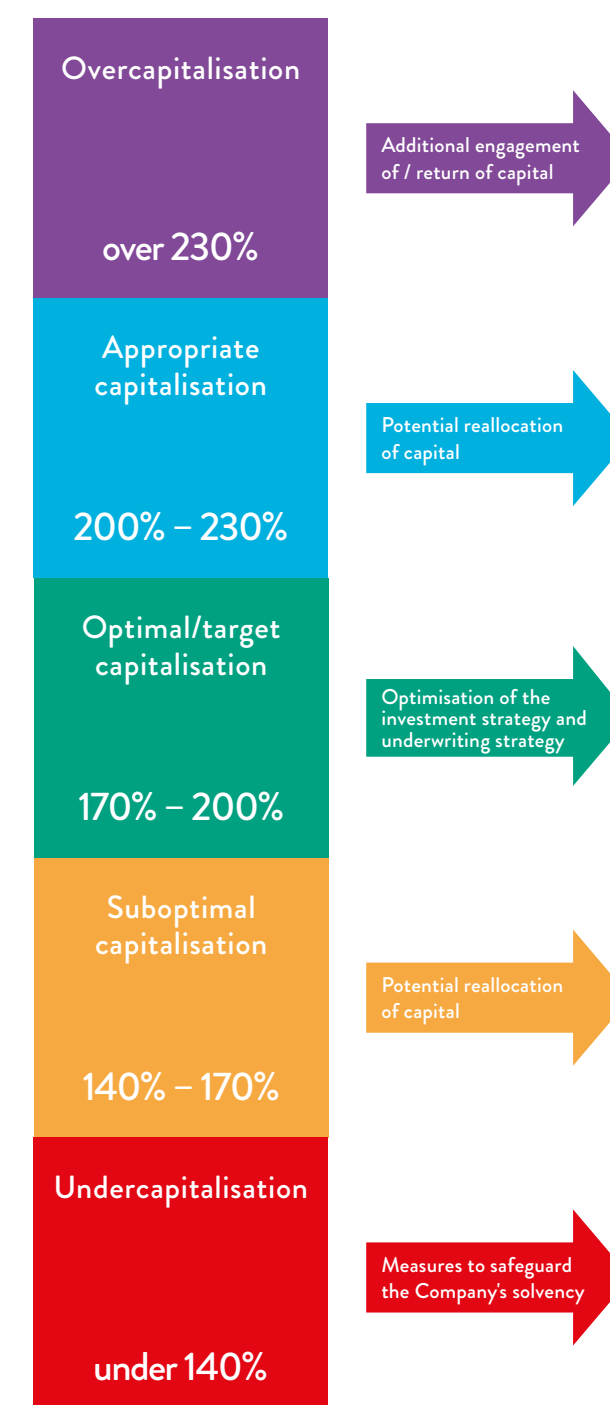 Overcapitalisation
over 230%
Additional engagement
of / return of capital
Appropriate
capitalisation
200% – 230%
Potential reallocation
of capital
Optimal/target
capitalisation
170% – 200%
Optimisation of the
investment strategy and
underwriting strategy
Suboptimal
capitalisation
140% – 170%
Potential reallocation
of capital
Undercapitalisation
under 140%
Measures to safeguard
the Company's solvency